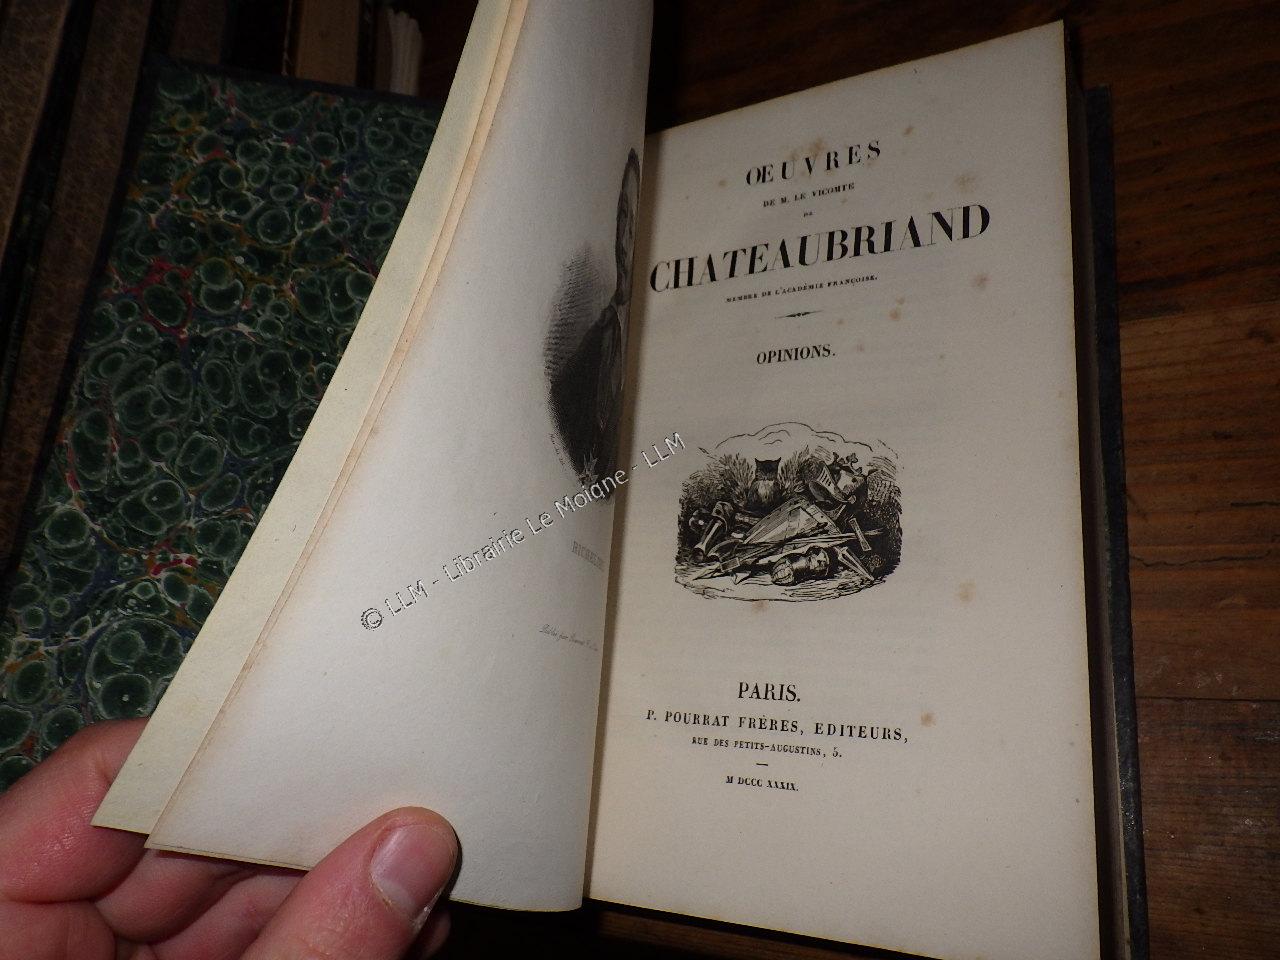 ŒUVRES
DE M. LE VICOMTE
DE
CHATEAUBRIAND
MEMBRE DE L'ACADÉMIE FRANÇOISE.
OPINIONS.
PARIS.
P. POURRAT FRÈRES, EDITEURS,
RUE DES PETITS-AUGUSTINS, 5.
M DCCC XXXIX.
© LLM - Librairie Le Moigne - LLM